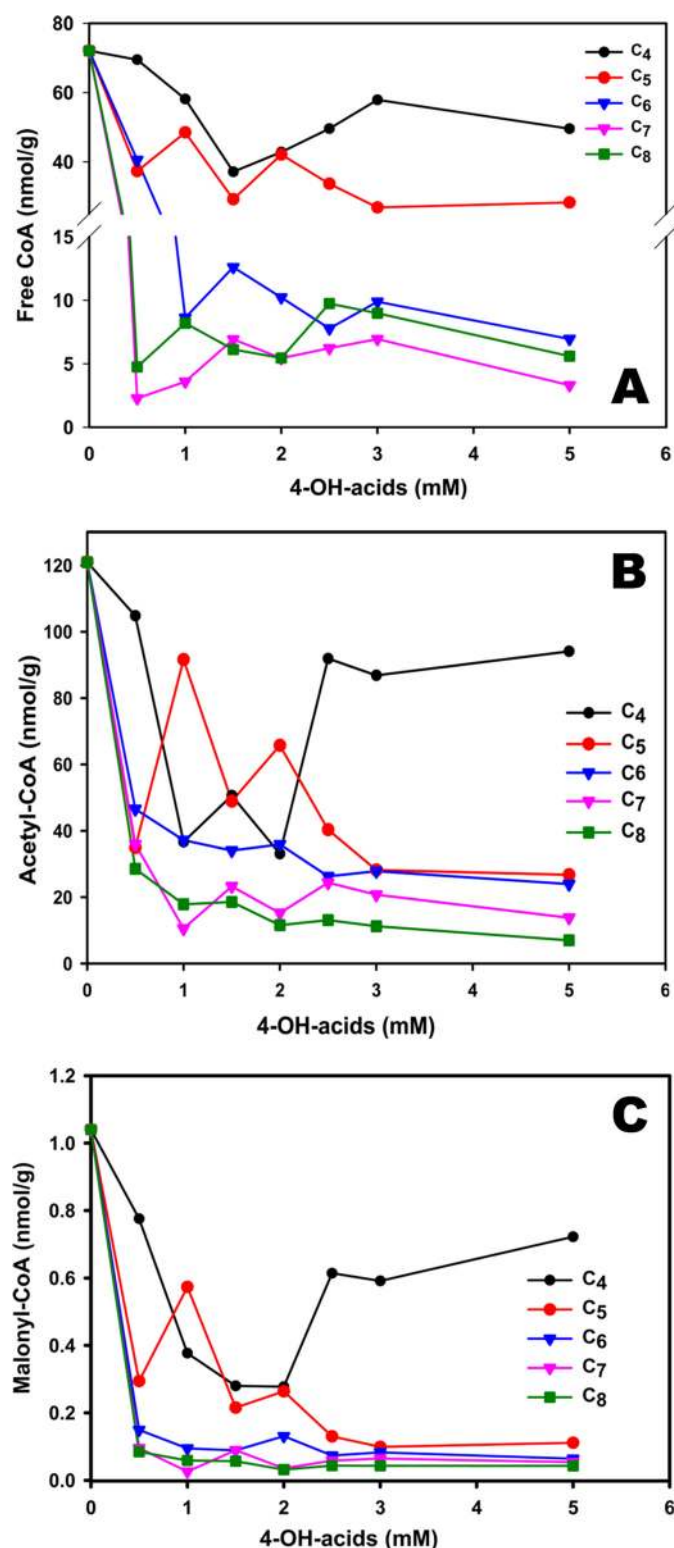 80
60
40
15
10
5
0
Free CoA (nmol/g)
C4
C5
C6
C7
C8
A
0 1 2 3 4 5 6
4-OH-acids (mM)
120
100
80
60
40
20
0
Acetyl-CoA (nmol/g)
B
C4
C5
C6
C7
C8
0 1 2 3 4 5 6
4-OH-acids (mM)
1.2
1.0
0.8
0.6
0.4
0.2
0.0
Malonyl-CoA (nmol/g)
C
C4
C5
C6
C7
C8
0 1 2 3 4 5 6
4-OH-acids (mM)